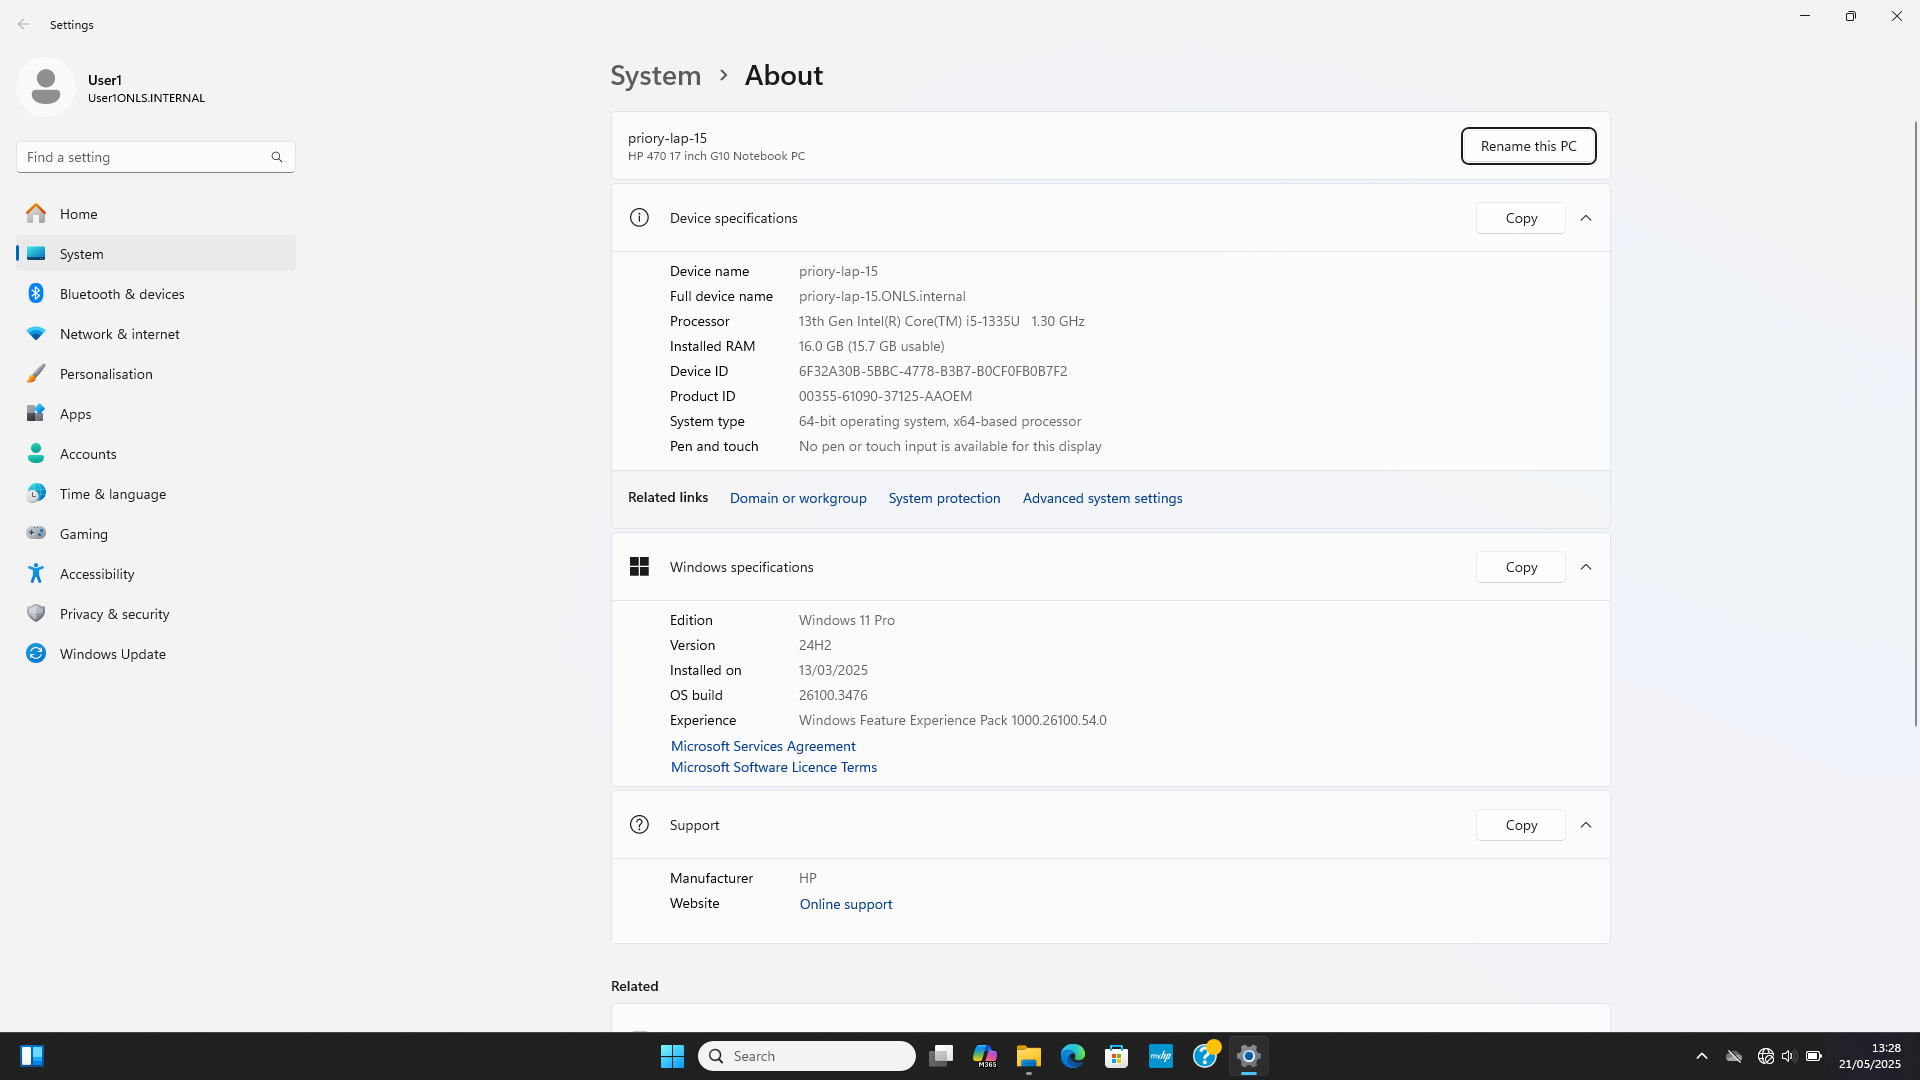 Settings
User1
User1ONLS.INTERNAL
Find a setting
Home
System
Bluetooth & devices
Network & internet
Personalisation
Apps
Accounts
Time & language
Gaming
Accessibility
Privacy & security
Windows Update
System > About
priory-lap-15
HP 470 17 inch G10 Notebook PC
Rename this PC
Device specifications
Copy
Device name priory-lap-15
Full device name priory-lap-15.ONLS.internal
Processor 13th Gen Intel(R) Core(TM) i5-1335U 1.30 GHz
Installed RAM 16.0 GB (15.7 GB usable)
Device ID 6F32A30B-5BBC-4778-B3B7-B0CF0FB0B7F2
Product ID 00355-61090-37125-AAOEM
System type 64-bit operating system, x64-based processor
Pen and touch No pen or touch input is available for this display
Related links Domain or workgroup System protection Advanced system settings
Windows specifications
Copy
Edition Windows 11 Pro
Version 24H2
Installed on 13/03/2025
OS build 26100.3476
Experience Windows Feature Experience Pack 1000.26100.54.0
Microsoft Services Agreement
Microsoft Software Licence Terms
Support
Copy
Manufacturer HP
Website Online support
Related
Search
M365
myhp
13:28
21/05/2025